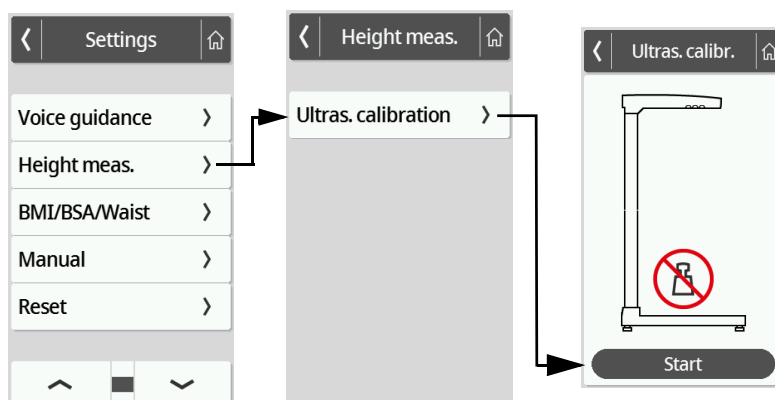 Settings
Voice guidance
Height meas.
BMI/BSA/Waist
Manual
Reset
Height meas.
Ultras. calibration
Ultras. calibr.
Start